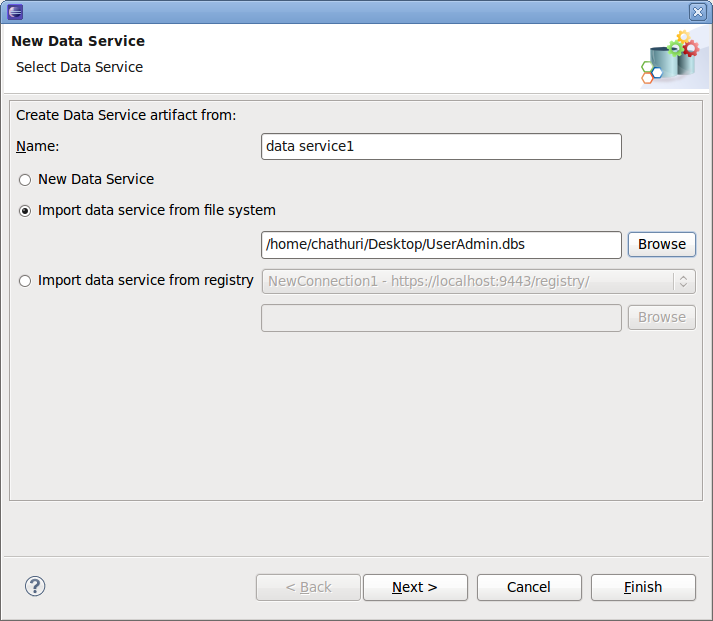 New Data Service
Select Data Service
Create Data Service artifact from:
Name: data service1
New Data Service
Import data service from file system
/home/chathuri/Desktop/UserAdmin.dbs Browse
Import data service from registry NewConnection1 - https://localhost:9443/registry/
Browse
? < Back Next > Cancel Finish